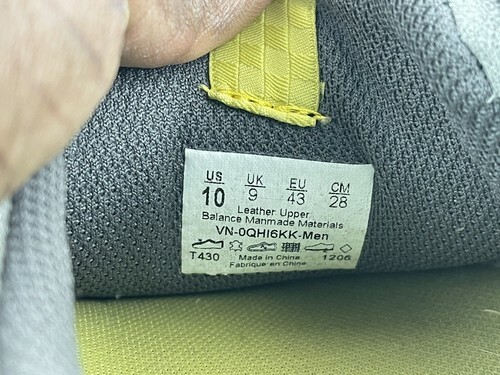 US UK EU CM
10 9 43 28
Leather Upper
Balance Manmade Materials
VN-0QHI6KK-Men
T430 Made in China 1206
Fabrique en Chine